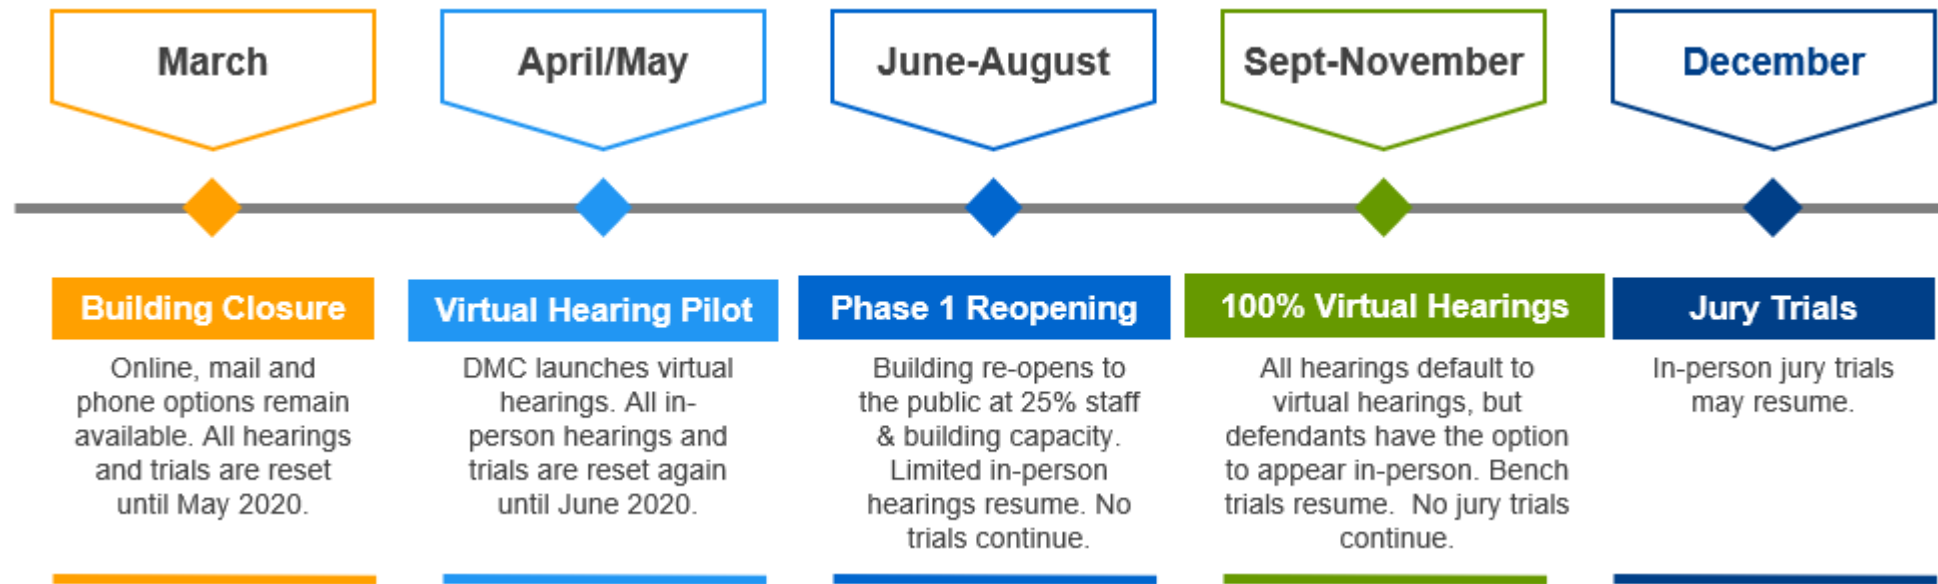 March
April/May
June-August
Sept-November
December
Building Closure
Online, mail and
phone options remain
available. All hearings
and trials are reset
until May 2020.
Virtual Hearing Pilot
DMC launches virtual
hearings. All in-
person hearings and
trials are reset again
until June 2020.
Phase 1 Reopening
Building re-opens to
the public at 25% staff
& building capacity.
Limited in-person
hearings resume. No
trials continue.
100% Virtual Hearings
All hearings default to
virtual hearings, but
defendants have the option
to appear in-person. Bench
trials resume.  No jury trials
continue.
Jury Trials
In-person jury trials
may resume.